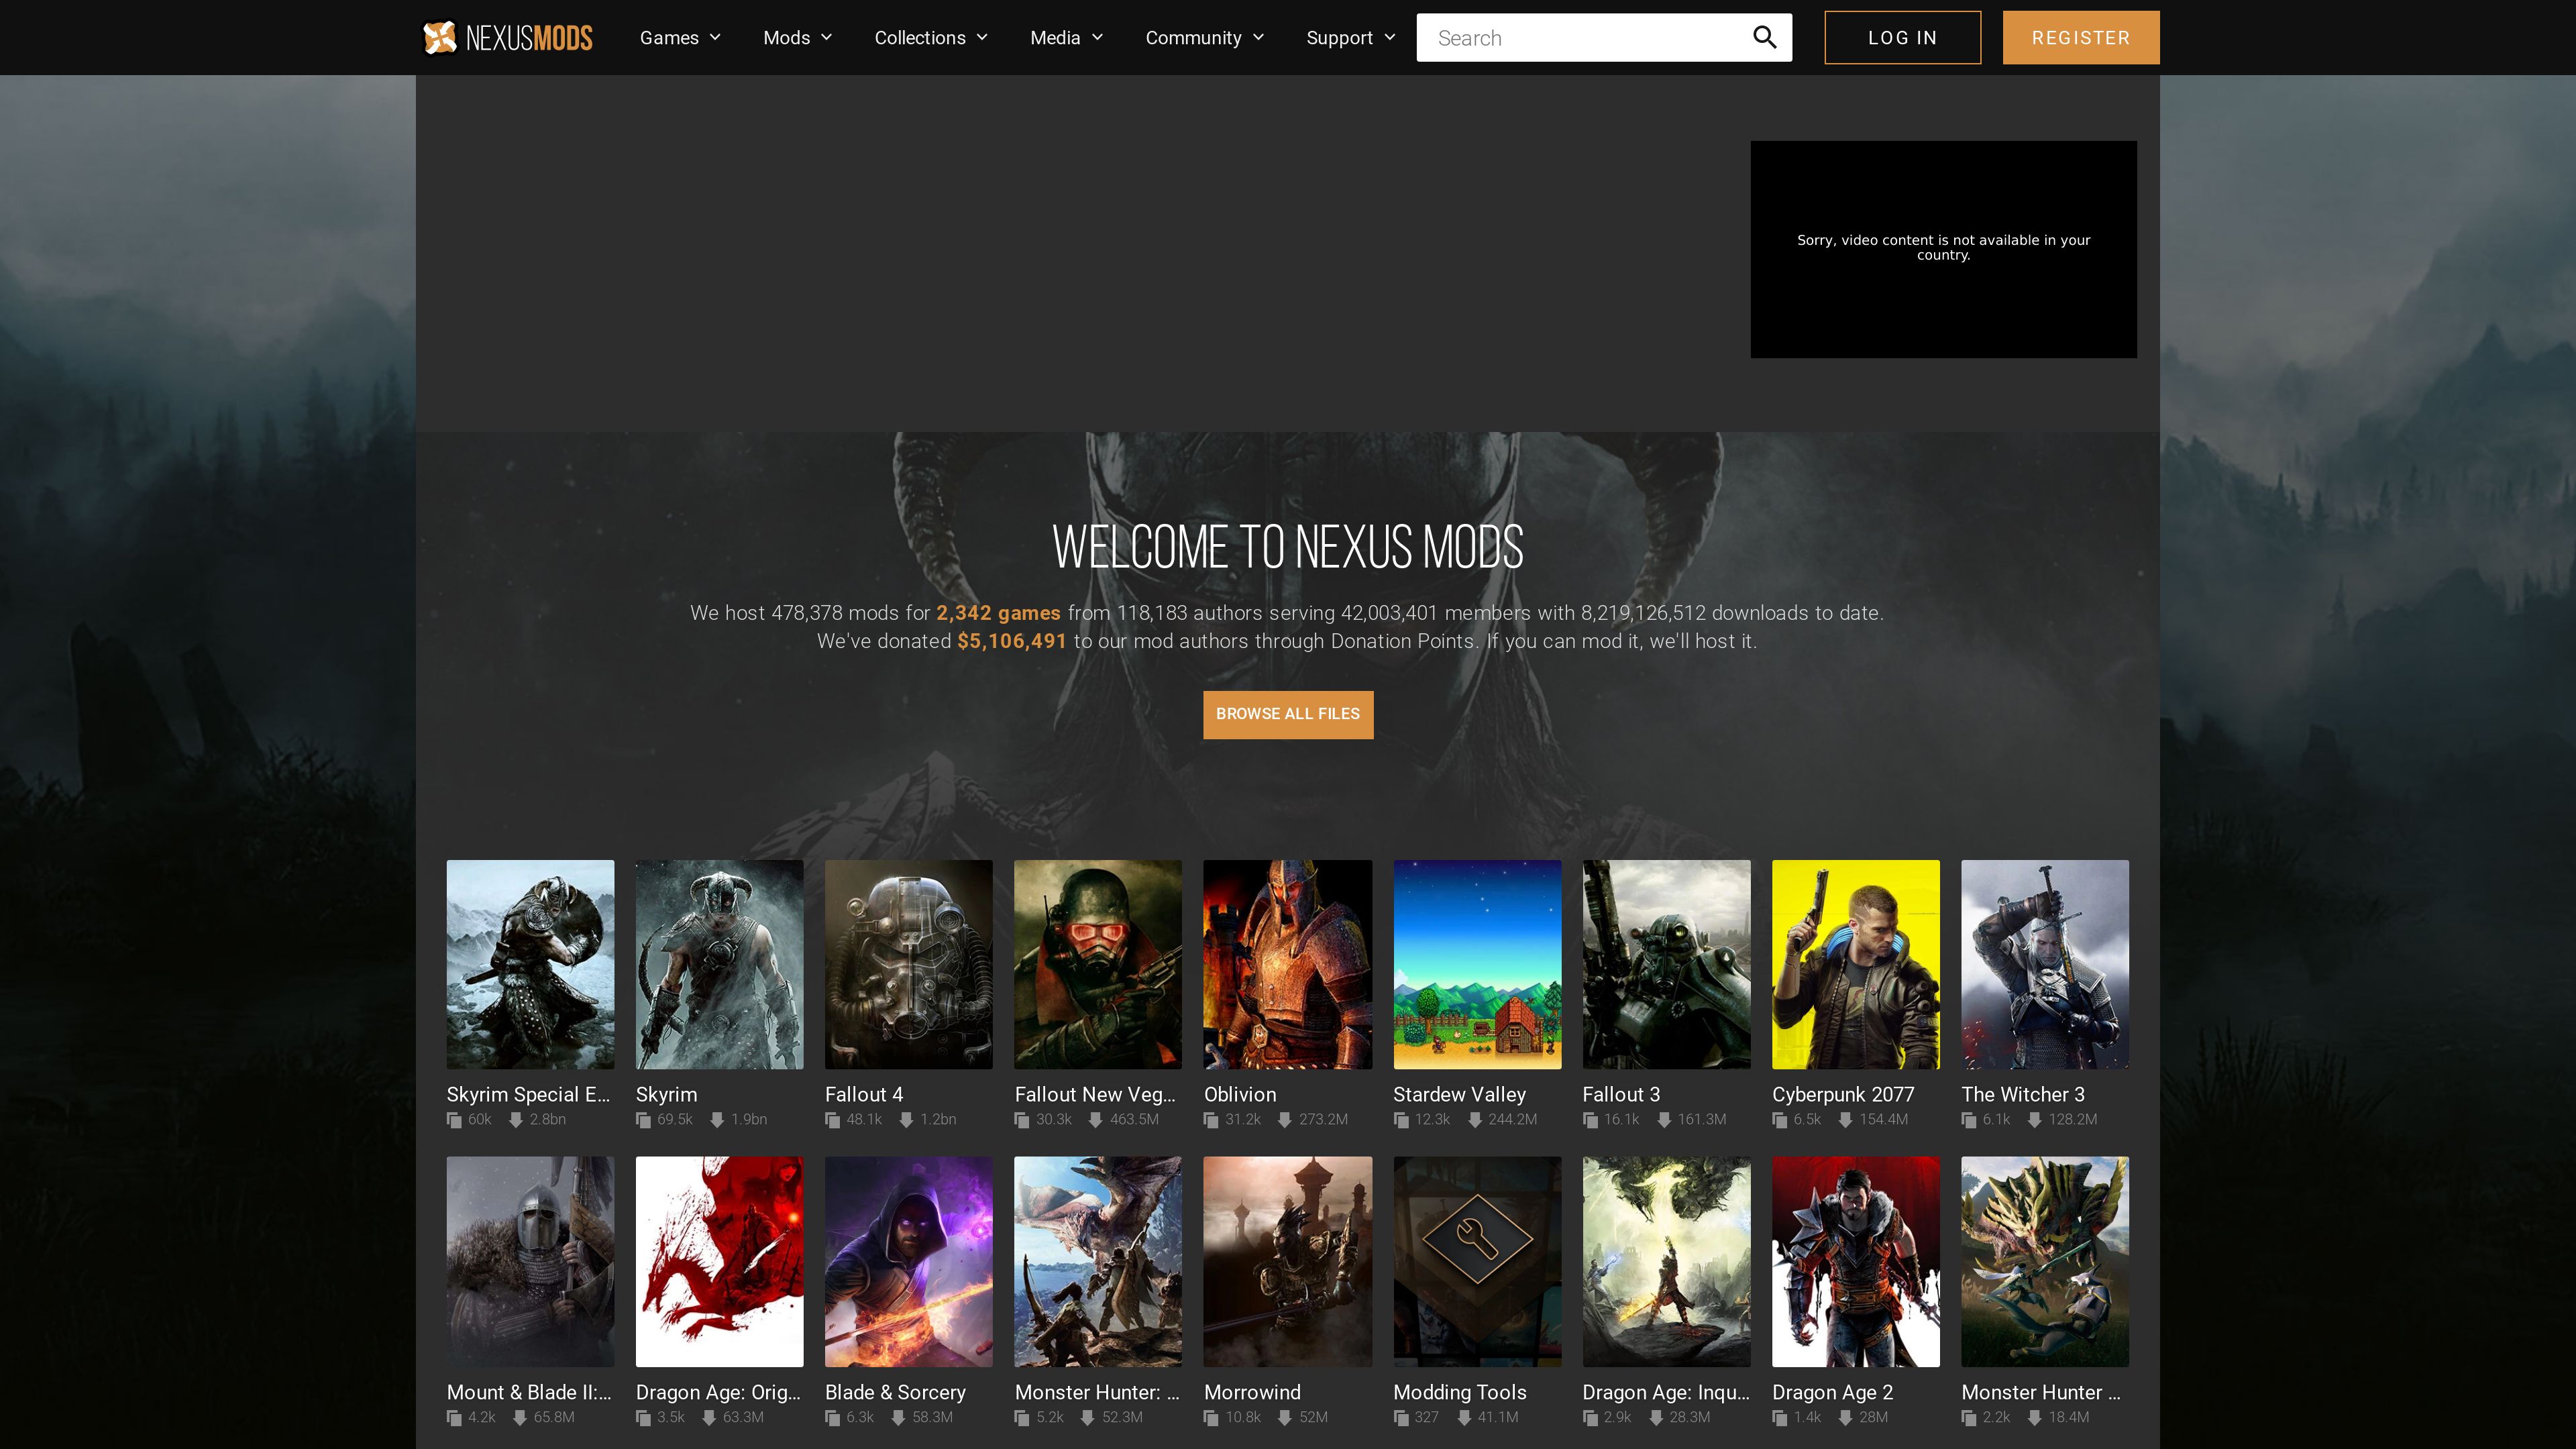 NEXUSMODS
Games Mods Collections Media Community Support Search LOG IN REGISTER
Sorry, video content is not available in your
country.
WELCOME TO NEXUS MODS
We host 478,378 mods for 2,342 games from 118,183 authors serving 42,003,401 members with 8,219,126,512 downloads to date.
We've donated $5,106,491 to our mod authors through Donation Points. If you can mod it, we'll host it.
BROWSE ALL FILES
Skyrim Special E... Skyrim Fallout 4 Fallout New Veg... Oblivion Stardew Valley Fallout 3 Cyberpunk 2077 The Witcher 3
60k 2.8bn 69.5k 1.9bn 48.1k 1.2bn 30.3k 463.5M 31.2k 273.2M 12.3k 244.2M 16.1k 161.3M 6.5k 154.4M 6.1k 128.2M
Mount & Blade II:... Dragon Age: Orig... Blade & Sorcery Monster Hunter: ... Morrowind Modding Tools Dragon Age: Inqu... Dragon Age 2 Monster Hunter ...
4.2k 65.8M 3.5k 63.3M 6.3k 58.3M 5.2k 52.3M 10.8k 52M 327 41.1M 2.9k 28.3M 1.4k 28M 2.2k 18.4M